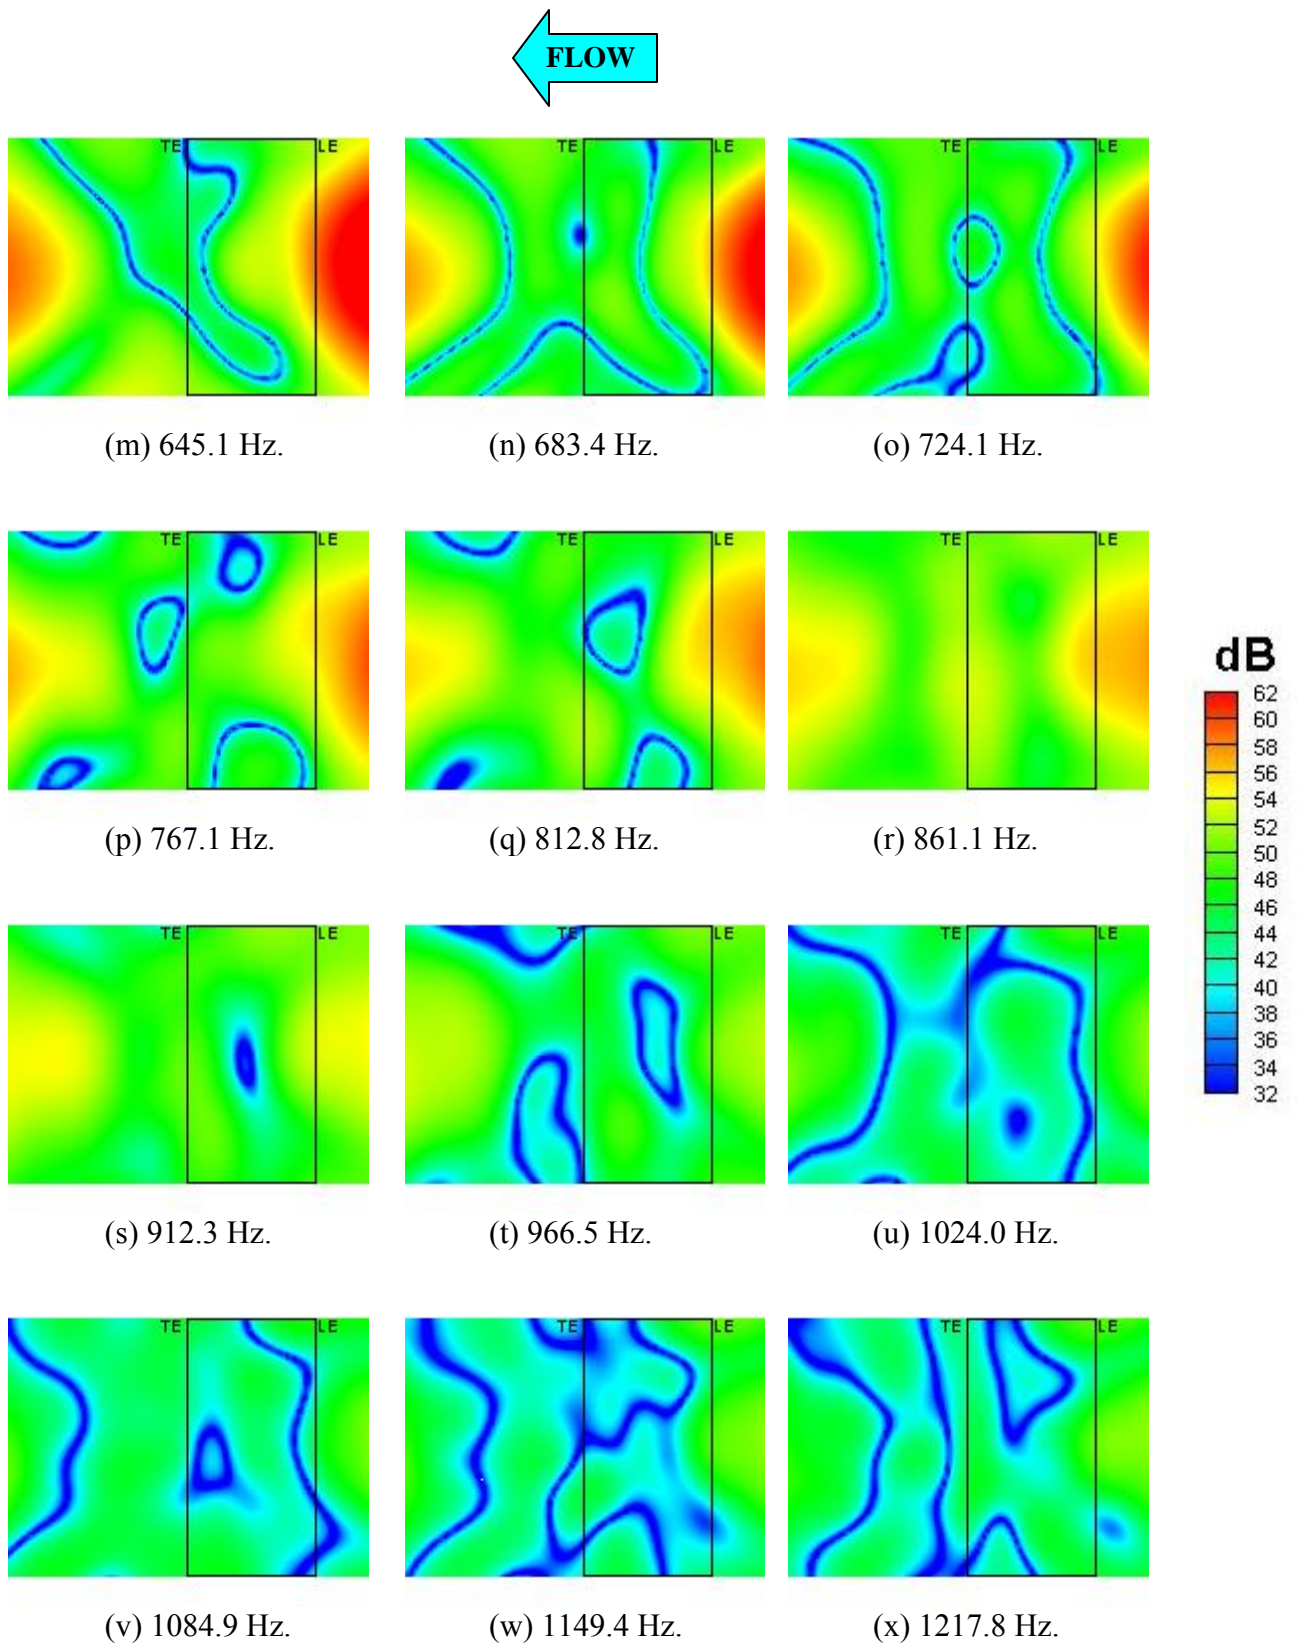 FLOW
TE LE TE LE TE LE
(m) 645.1 Hz. (n) 683.4 Hz. (o) 724.1 Hz.
TE LE TE LE TE LE
(p) 767.1 Hz. (q) 812.8 Hz. (r) 861.1 Hz.
dB
62
60
58
56
54
52
50
48
46
44
42
40
38
36
34
32
TE LE TE LE TE LE
(s) 912.3 Hz. (t) 966.5 Hz. (u) 1024.0 Hz.
TE LE TE LE TE LE
(v) 1084.9 Hz. (w) 1149.4 Hz. (x) 1217.8 Hz.